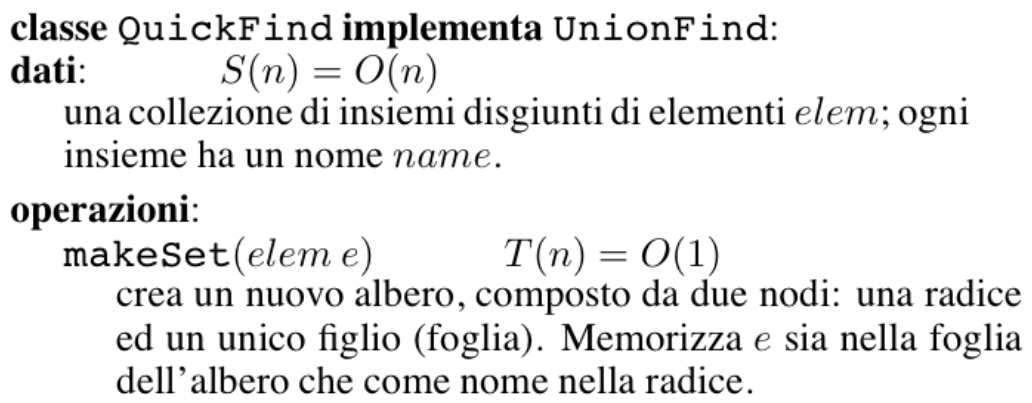 classe QuickFind implementa UnionFind:
dati: S(n) = O(n)
una collezione di insiemi disgiunti di elementi elem; ogni
insieme ha un nome name.
operazioni:
makeSet(elem e) T(n) = O(1)
crea un nuovo albero, composto da due nodi: una radice
ed un unico figlio (foglia). Memorizza e sia nella foglia
dell'albero che come nome nella radice.